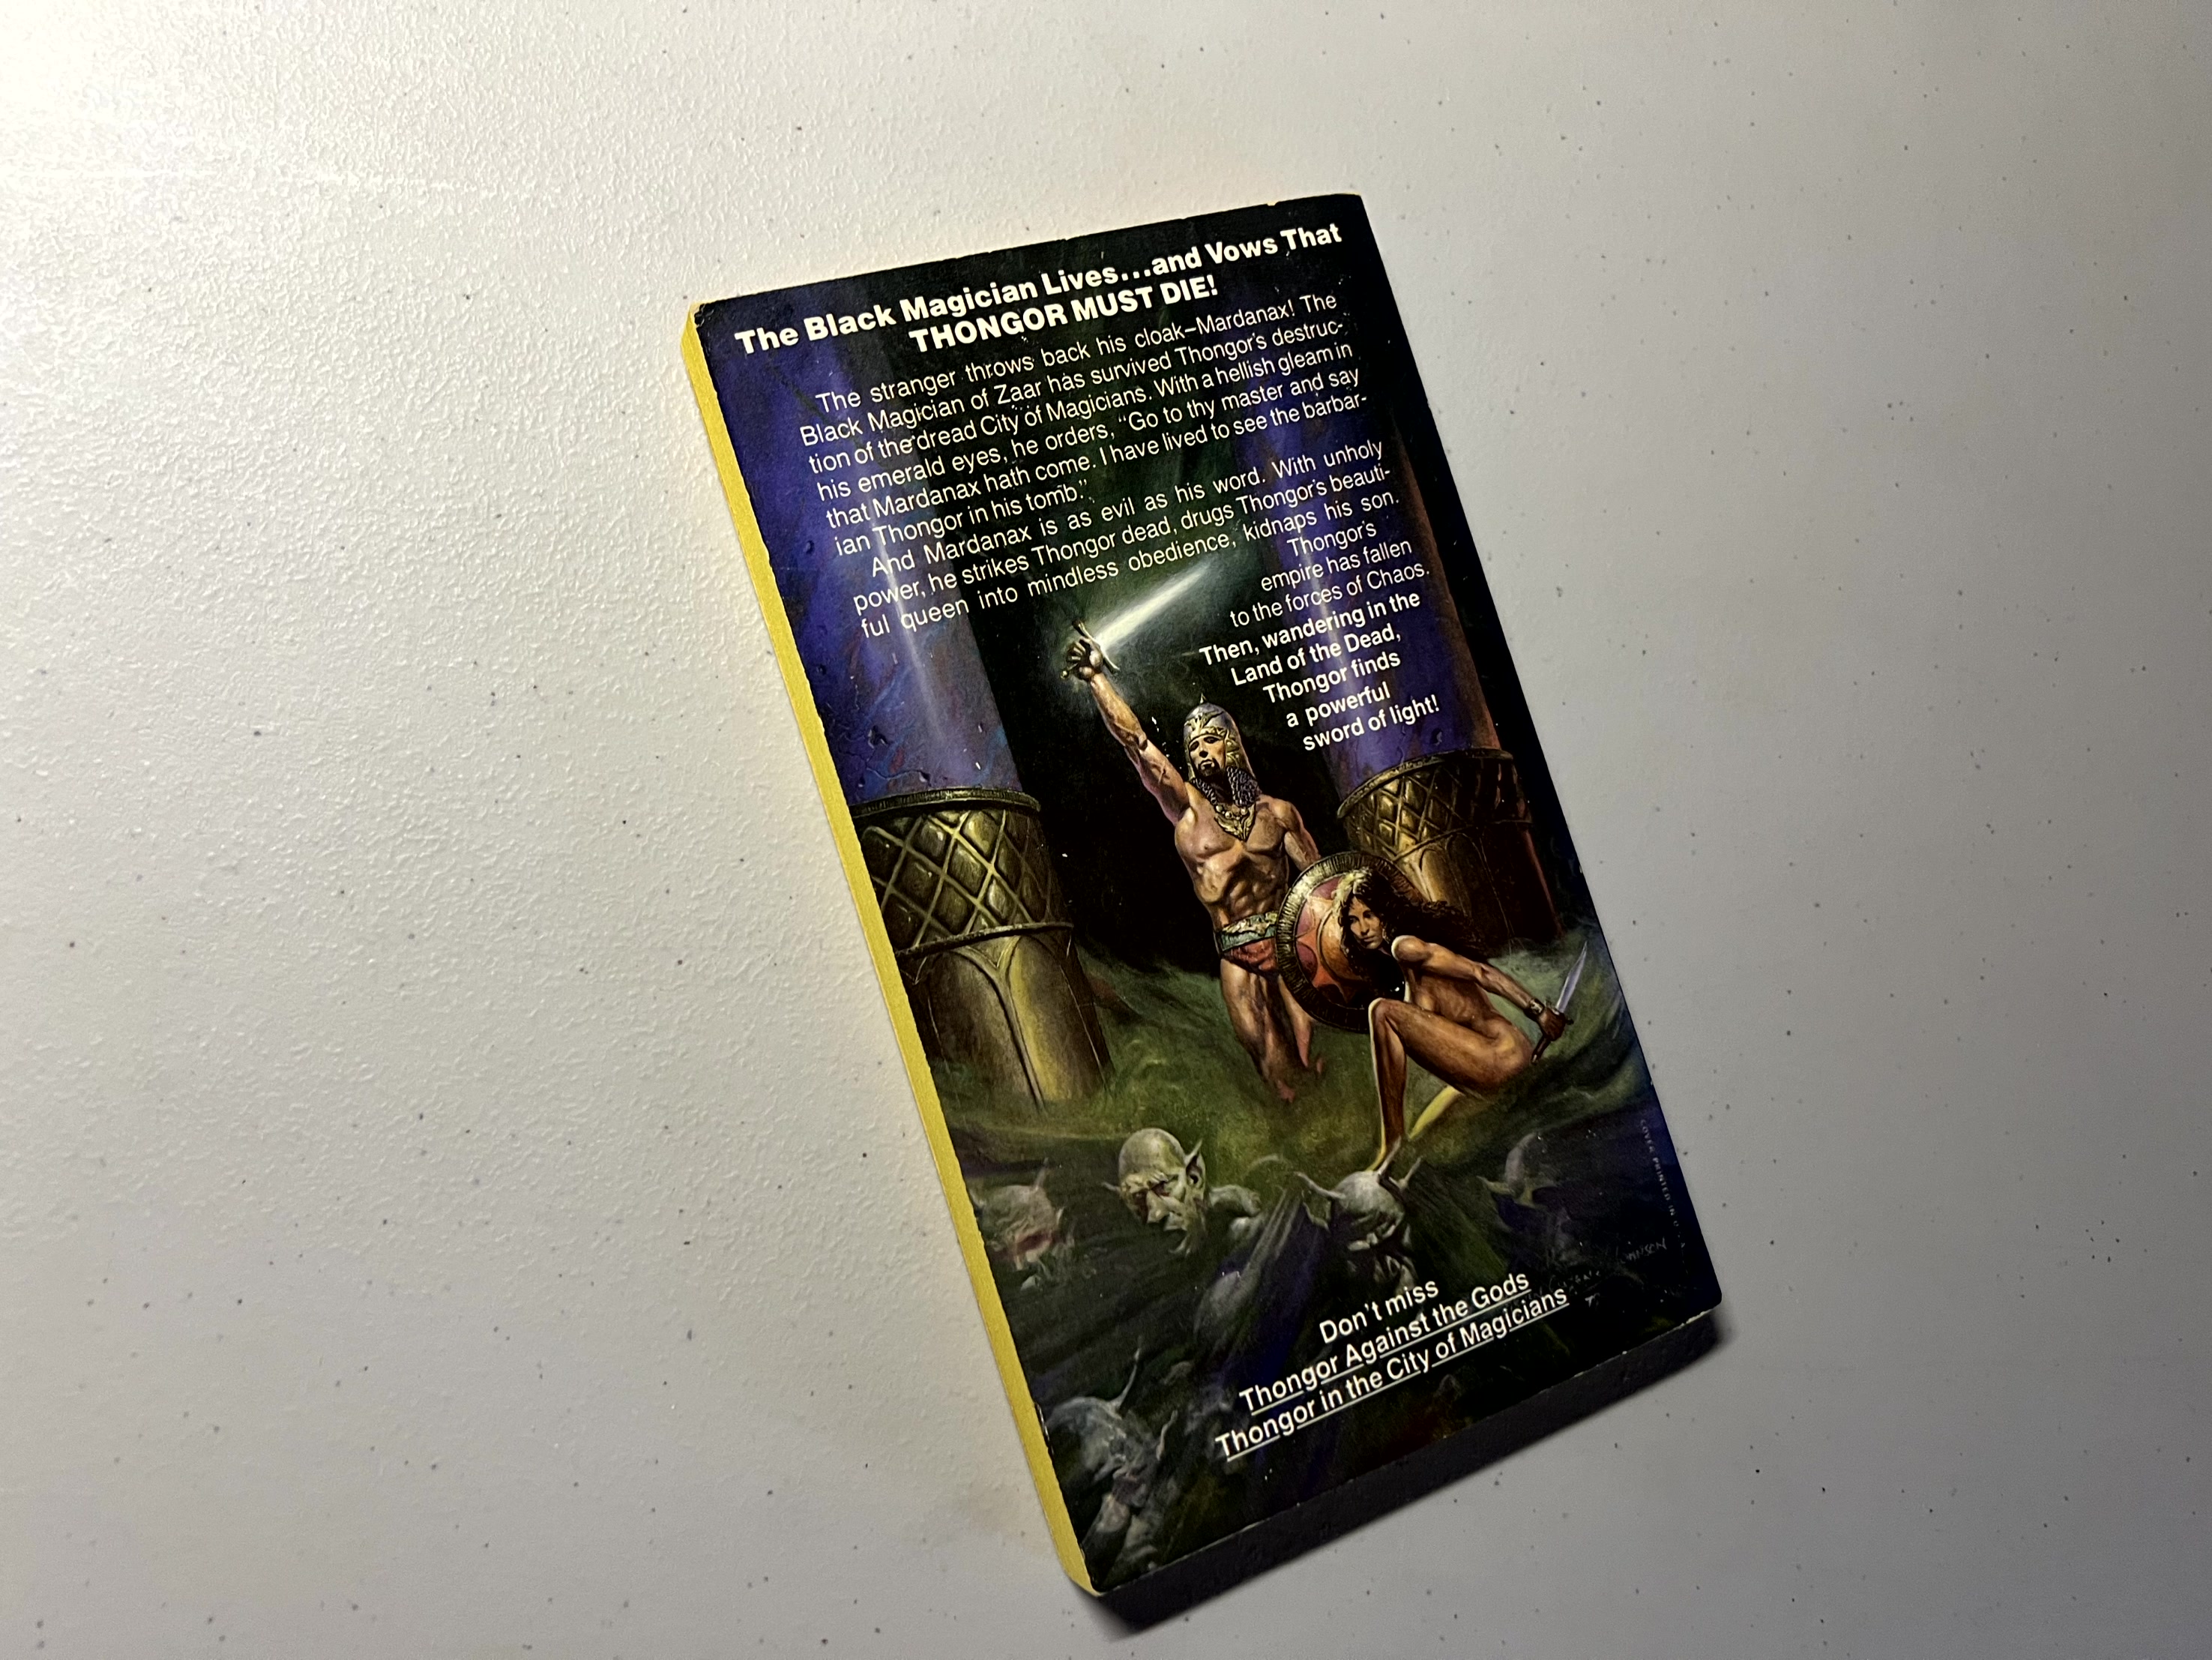 The Black Magician Lives...and Vows That
THONGOR MUST DIE!
The stranger throws back his cloak–Mardanax! The
Black Magician of Zaar has survived Thongor's destruc-
tion of the dread City of Magicians. With a hellish gleam in
his emerald eyes, he orders, “Go to thy master and say
that Mardanax hath come. I have lived to see the barbar-
ian Thongor in his tomb.”
And Mardanax is as evil as his word. With unholy
power, he strikes Thongor dead, drugs Thongor's beauti-
ful queen into mindless obedience, kidnaps his son.
Thongor's
empire has fallen
to the forces of Chaos.
Then, wandering in the
Land of the Dead,
Thongor finds
a powerful
sword of light!
COVER PRINTED IN
Don't miss
Thongor Against the Gods
Thongor in the City of Magicians